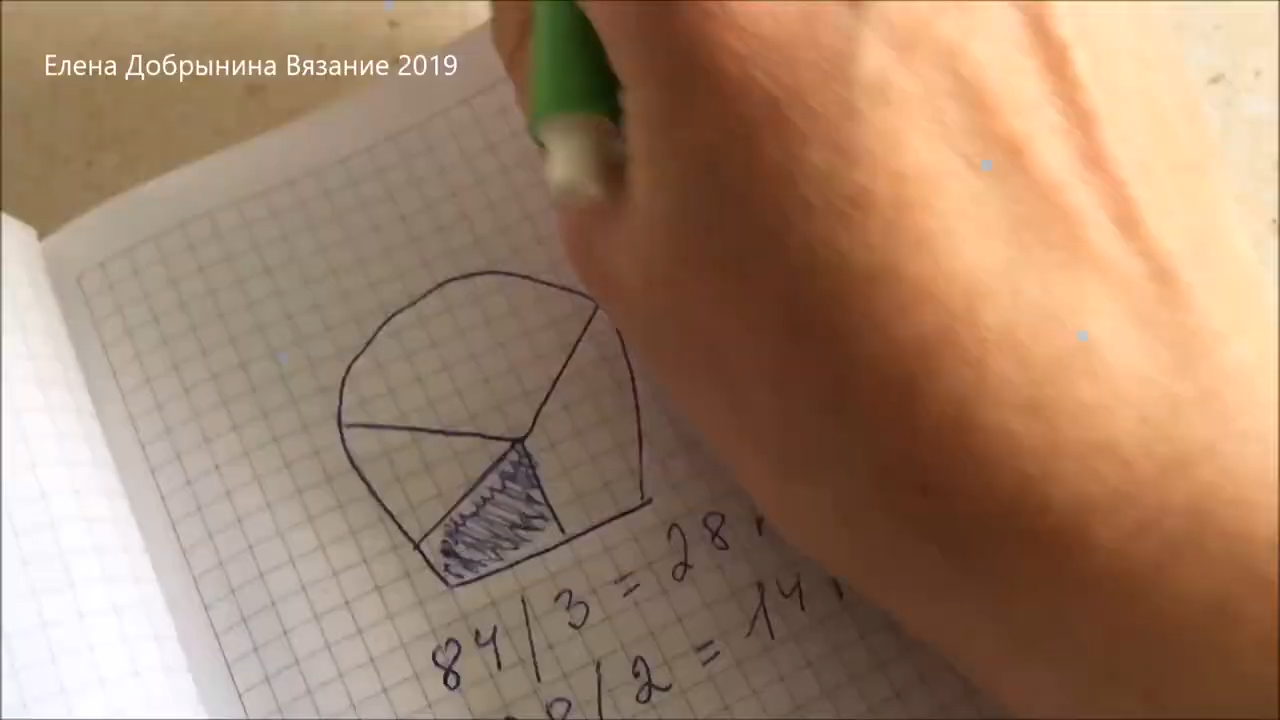 Елена Добрынина Вязание 2019
84/3 = 28
/2 = 14